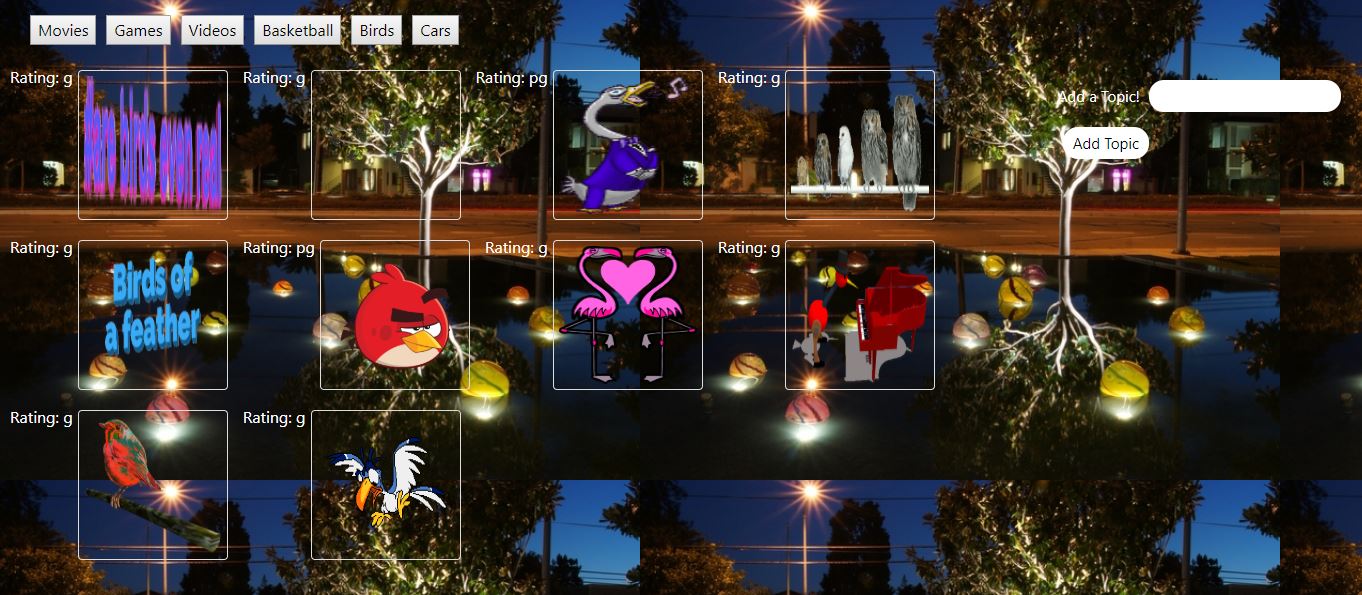 Movies Games Videos Basketball Birds Cars
Rating: g Rating: g Rating: pg Rating: g
Add a Topic!
Add Topic
Rating: g Rating: pg Rating: g Rating: g
Birds of
a feather
Rating: g Rating: g